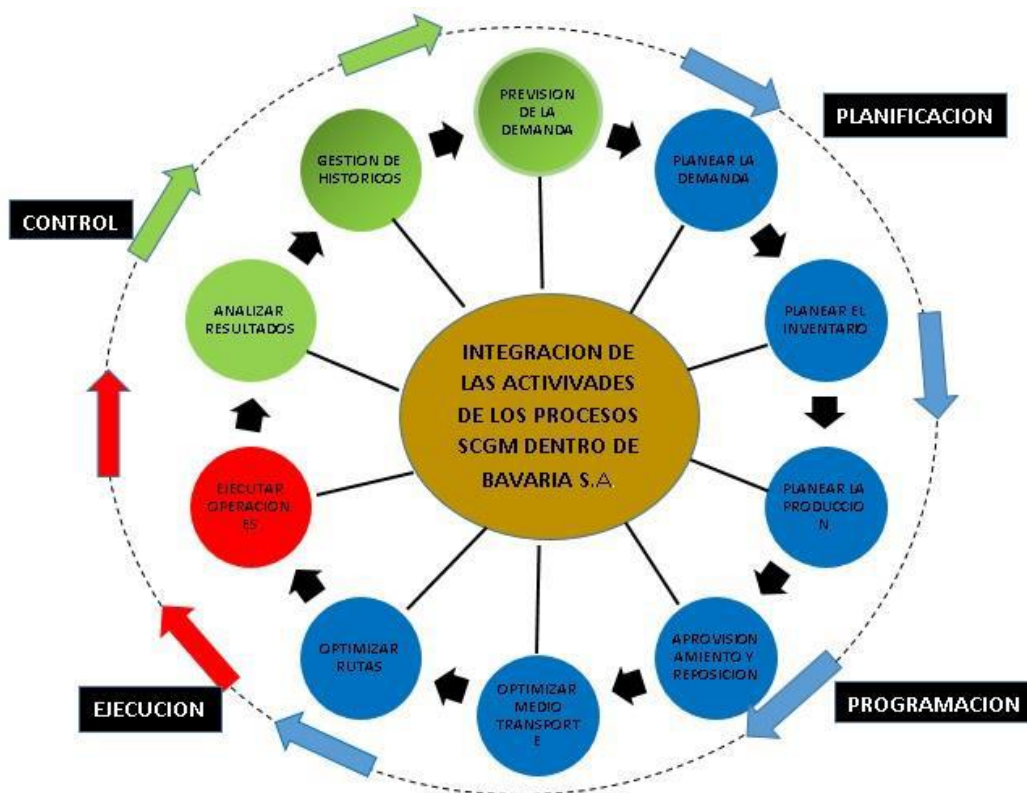 PREVISION
DE LA
DEMANDA
PLANIFICACION
PLANEAR LA
DEMANDA
GESTION DE
HISTORICOS
CONTROL
ANALIZAR
RESULTADOS
PLANEAR EL
INVENTARIO
INTEGRACION DE
LAS ACTIVIVADES
DE LOS PROCESOS
SCGM DENTRO DE
BAVARIA S.A
EJECUTAR
OPERACION
ES
PLANEAR LA
PRODUCCIO
N
OPTIMIZAR
RUTAS
APROVISION
AMIENTO Y
REPOSICION
OPTIMIZAR
MEDIO
TRANSPORT
E
EJECUCION
PROGRAMACION